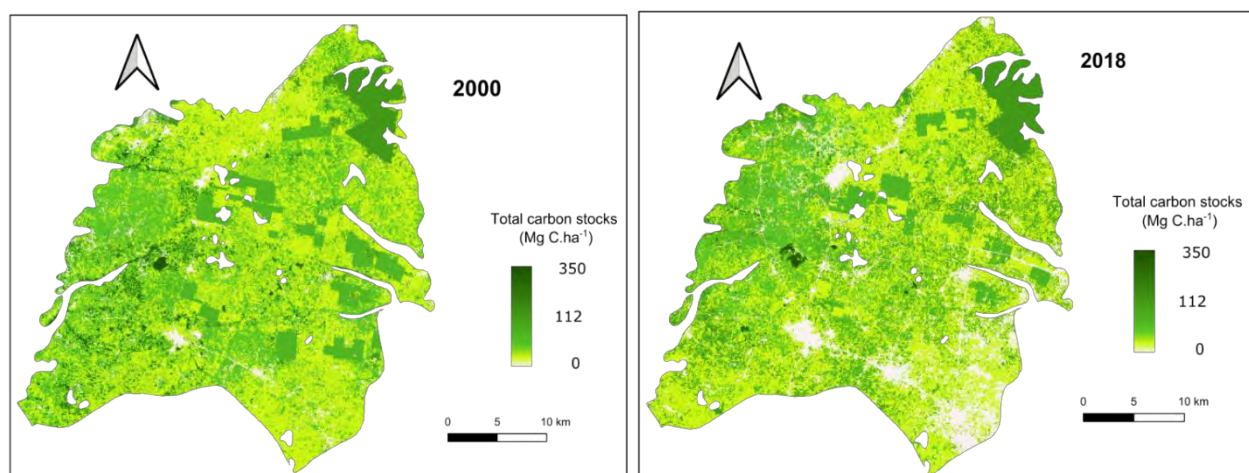 2000
Total carbon stocks
(Mg C.ha⁻¹)
350
112
0
0 5 10 km
2018
Total carbon stocks
(Mg C.ha⁻¹)
350
112
0
0 5 10 km